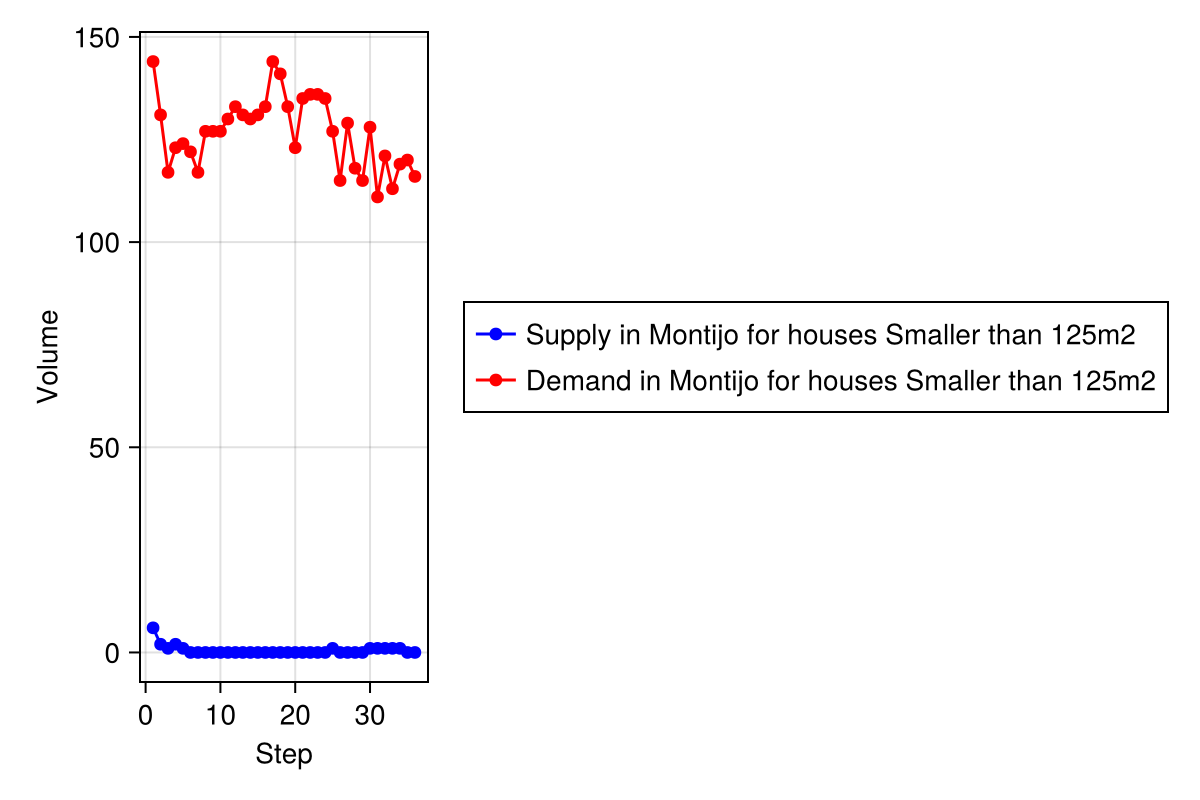 150
100
50
0
Volume
0 10 20 30
Step
Supply in Montijo for houses Smaller than 125m2
Demand in Montijo for houses Smaller than 125m2